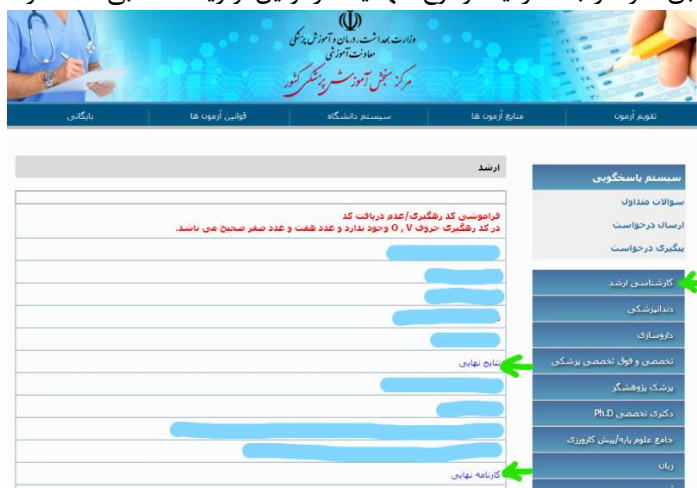 وزارت بهداشت، درمان و آموزش پزشکی
معاونت آموزشی
مرکز سنجش آموزش پزشکی کشور
تقویم آزمون
منابع آزمون ها
سیستم دانشگاه
قوانین آزمون ها
بایگانی
سیستم پاسخگویی
سوالات متداول
ارسال درخواست
پیگیری درخواست
کارشناسی ارشد
دندانپزشکی
داروسازی
تخصصی و فوق تخصصی پزشکی
پزشک پژوهشگر
دکتری تخصصی Ph.D
جامع علوم پایه/پیش کارورزی
زبان
ارشد
فراموشی کد رهگیری/عدم دریافت کد
در کد رهگیری حروف O , V وجود ندارد و عدد هفت و عدد صفر صحیح می باشد.
نتایج نهایی
کارنامه نهایی